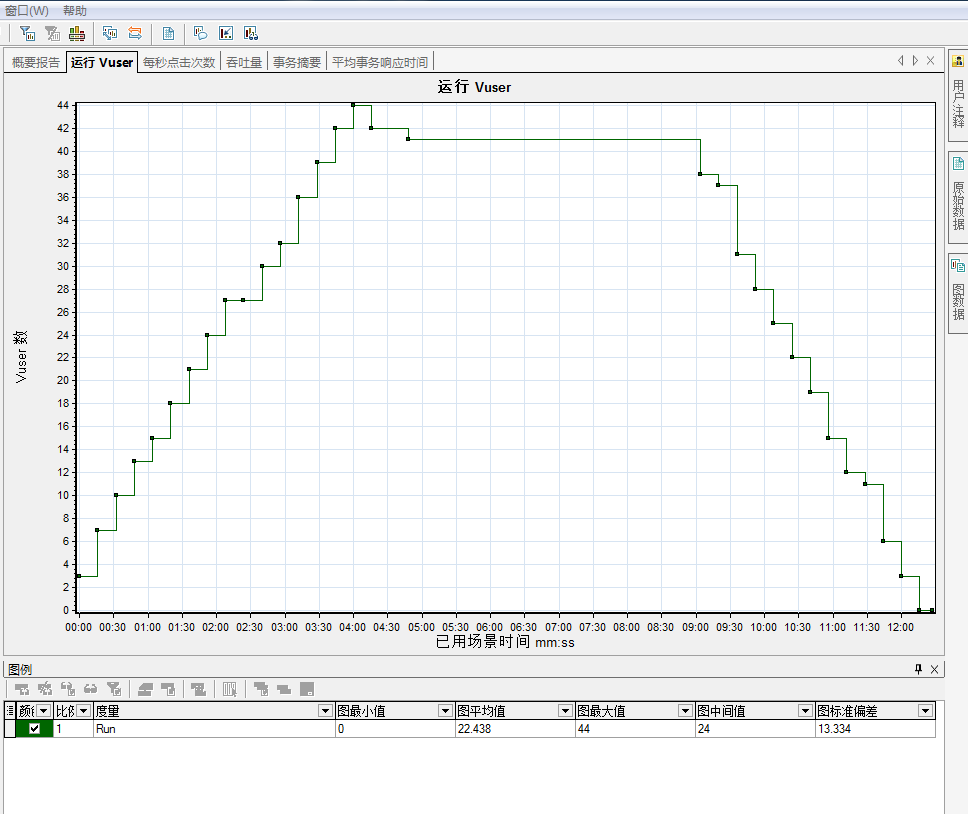 窗口(W) 帮助
概要报告 运行 Vuser 每秒点击次数 吞吐量 事务摘要 平均事务响应时间
运行 Vuser
44
42
40
38
36
34
32
30
28
26
24
22
20
18
16
14
12
10
8
6
4
2
0
Vuser 数
00:00 00:30 01:00 01:30 02:00 02:30 03:00 03:30 04:00 04:30 05:00 05:30 06:00 06:30 07:00 07:30 08:00 08:30 09:00 09:30 10:00 10:30 11:00 11:30 12:00
已用场景时间 mm:ss
用户注释
原始数据
图数据
图例
度量 图最小值 图平均值 图最大值 图中间值 图标准偏差
1 Run 0 22.438 44 24 13.334